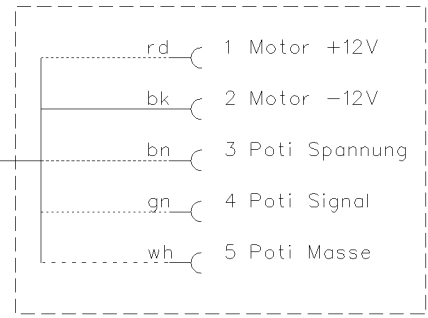 rd 1 Motor +12V
bk 2 Motor −12V
bn 3 Poti Spannung
gn 4 Poti Signal
wh 5 Poti Masse